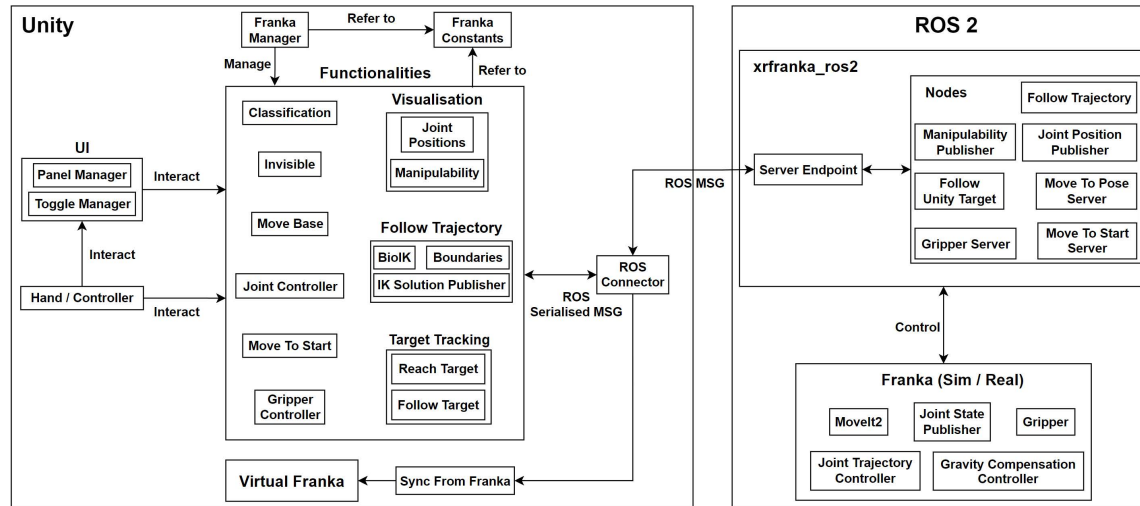 Unity
Franka
Manager
Refer to
Franka
Constants
Manage
Refer to
Functionalities
Classification
Invisible
Move Base
Joint Controller
Move To Start
Gripper
Controller
Visualisation
Joint
Positions
Manipulability
Follow Trajectory
BioIK
Boundaries
IK Solution Publisher
Target Tracking
Reach Target
Follow Target
UI
Panel Manager
Toggle Manager
Interact
Interact
Hand / Controller
Interact
ROS
Serialised MSG
ROS
Connector
ROS MSG
Virtual Franka
Sync From Franka
ROS 2
xrfranka_ros2
Server Endpoint
Nodes
Follow Trajectory
Manipulability
Publisher
Joint Position
Publisher
Follow
Unity Target
Move To Pose
Server
Gripper Server
Move To Start
Server
Control
Franka (Sim / Real)
MoveIt2
Joint State
Publisher
Gripper
Joint Trajectory
Controller
Gravity Compensation
Controller